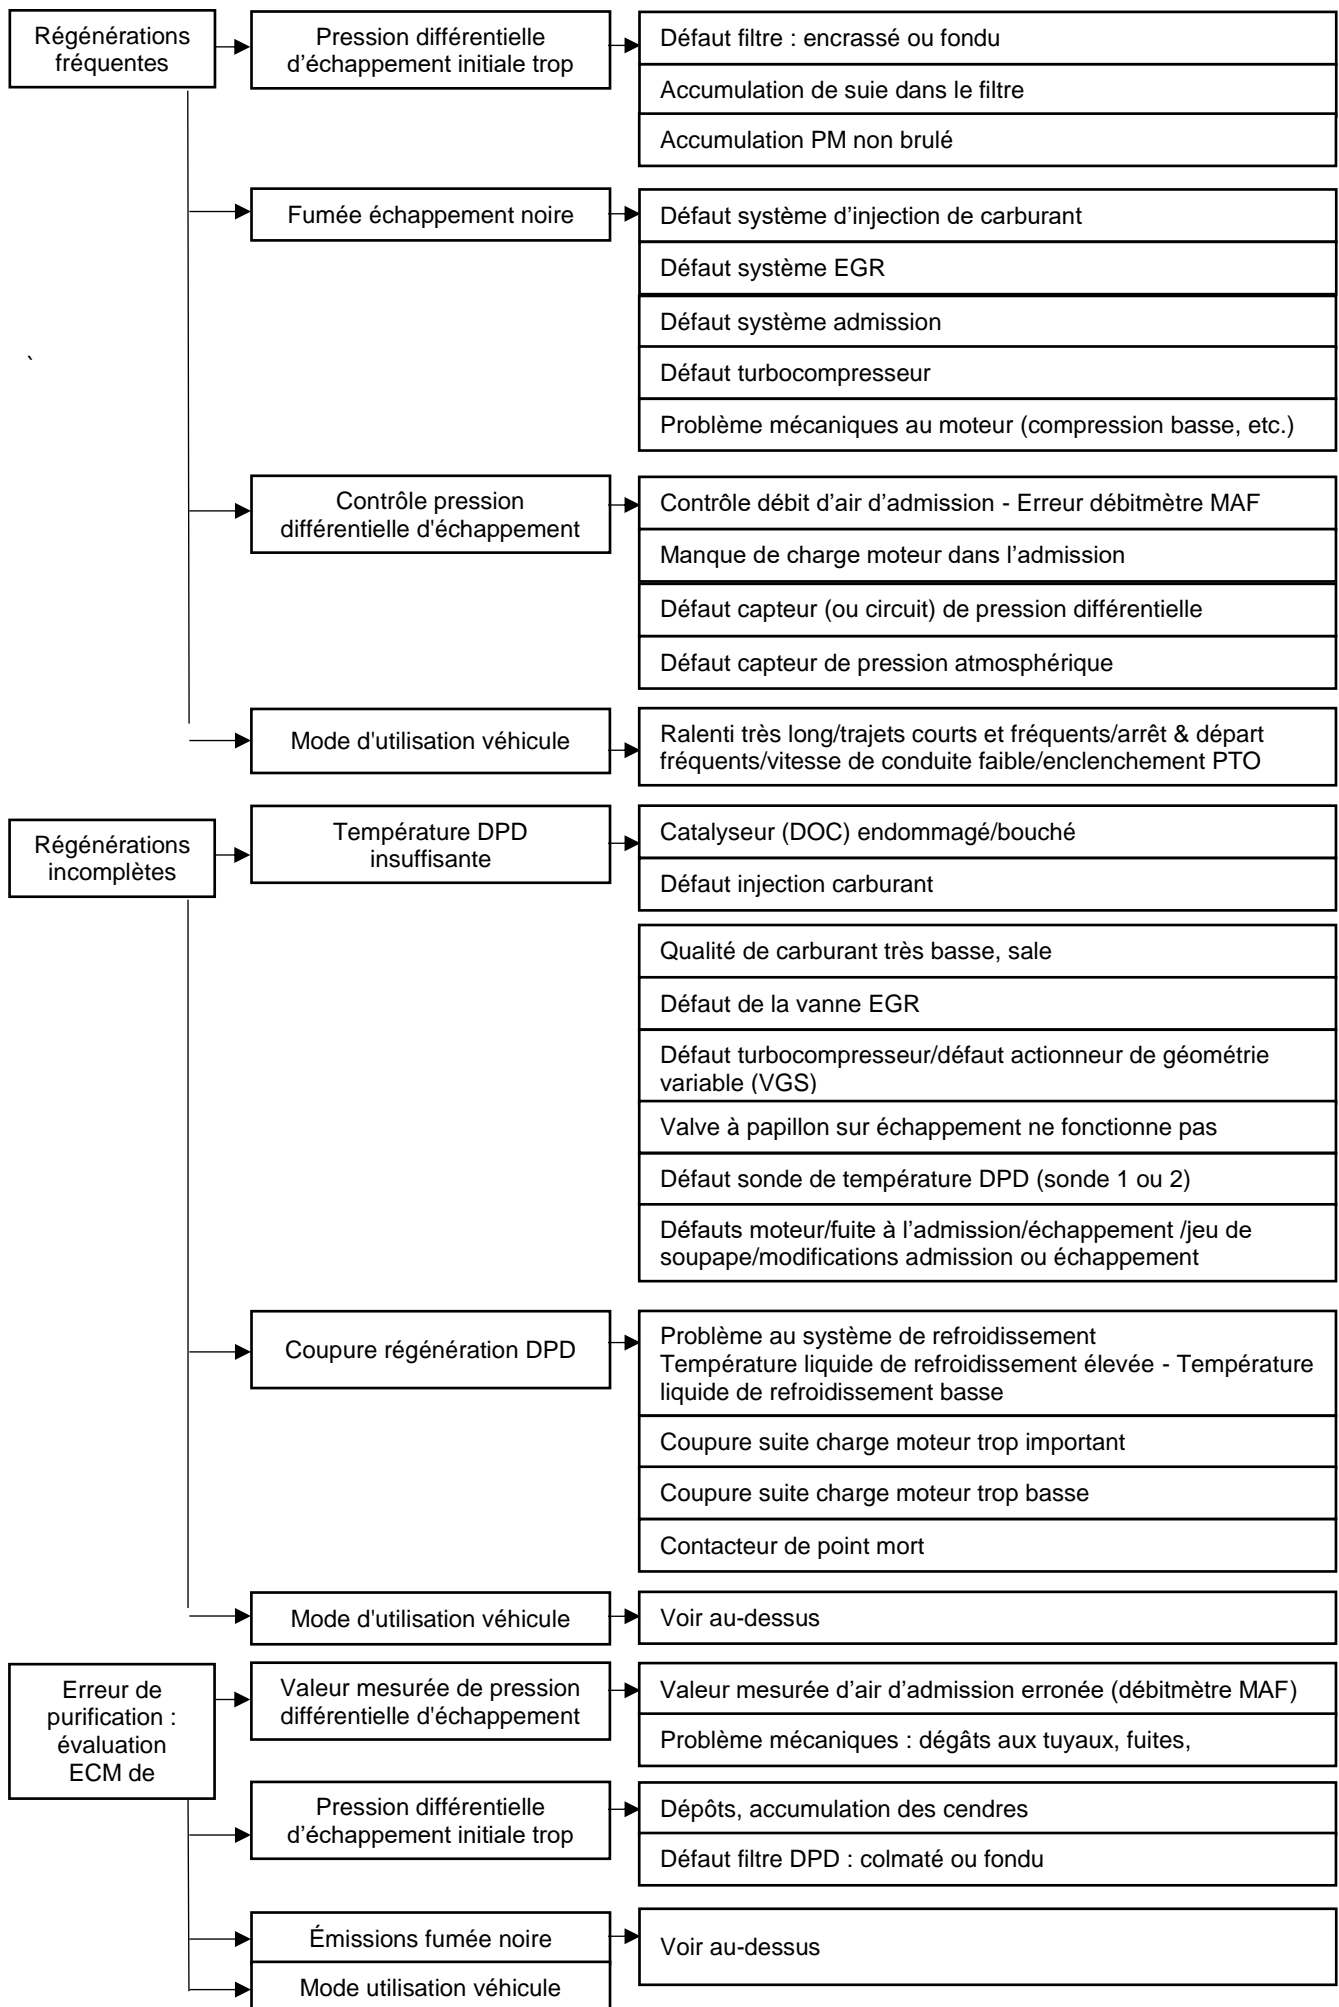 Régénérations
fréquentes
Pression différentielle
d'échappement initiale trop
Défaut filtre : encrassé ou fondu
Accumulation de suie dans le filtre
Accumulation PM non brulé
Fumée échappement noire
Défaut système d'injection de carburant
Défaut système EGR
Défaut système admission
`
Défaut turbocompresseur
Problème mécaniques au moteur (compression basse, etc.)
Contrôle pression
différentielle d'échappement
Contrôle débit d'air d'admission - Erreur débitmètre MAF
Manque de charge moteur dans l'admission
Défaut capteur (ou circuit) de pression différentielle
Défaut capteur de pression atmosphérique
Mode d'utilisation véhicule
Ralenti très long/trajets courts et fréquents/arrêt & départ
fréquents/vitesse de conduite faible/enclenchement PTO
Régénérations
incomplètes
Température DPD
insuffisante
Catalyseur (DOC) endommagé/bouché
Défaut injection carburant
Qualité de carburant très basse, sale
Défaut de la vanne EGR
Défaut turbocompresseur/défaut actionneur de géométrie
variable (VGS)
Valve à papillon sur échappement ne fonctionne pas
Défaut sonde de température DPD (sonde 1 ou 2)
Défauts moteur/fuite à l'admission/échappement /jeu de
soupape/modifications admission ou échappement
Coupure régénération DPD
Problème au système de refroidissement
Température liquide de refroidissement élevée - Température
liquide de refroidissement basse
Coupure suite charge moteur trop important
Coupure suite charge moteur trop basse
Contacteur de point mort
Mode d'utilisation véhicule
Voir au-dessus
Erreur de
purification :
évaluation
ECM de
Valeur mesurée de pression
différentielle d'échappement
Valeur mesurée d'air d'admission erronée (débitmètre MAF)
Problème mécaniques : dégâts aux tuyaux, fuites,
Pression différentielle
d'échappement initiale trop
Dépôts, accumulation des cendres
Défaut filtre DPD : colmaté ou fondu
Émissions fumée noire
Voir au-dessus
Mode utilisation véhicule